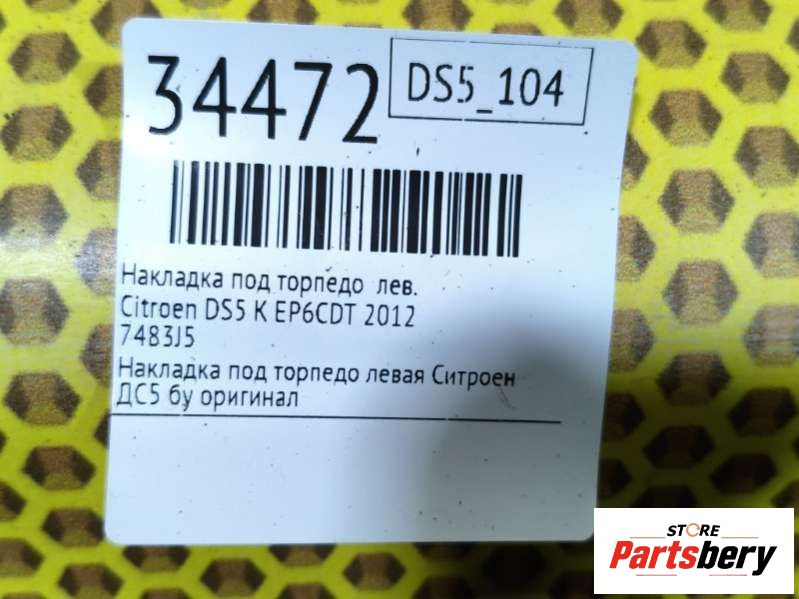 34472
DS5_104
Накладка под торпедо лев.
Citroen DS5 K EP6CDT 2012
7483J5
Накладка под торпедо левая Ситроен
ДС5 бу оригинал
STORE
Partsbery